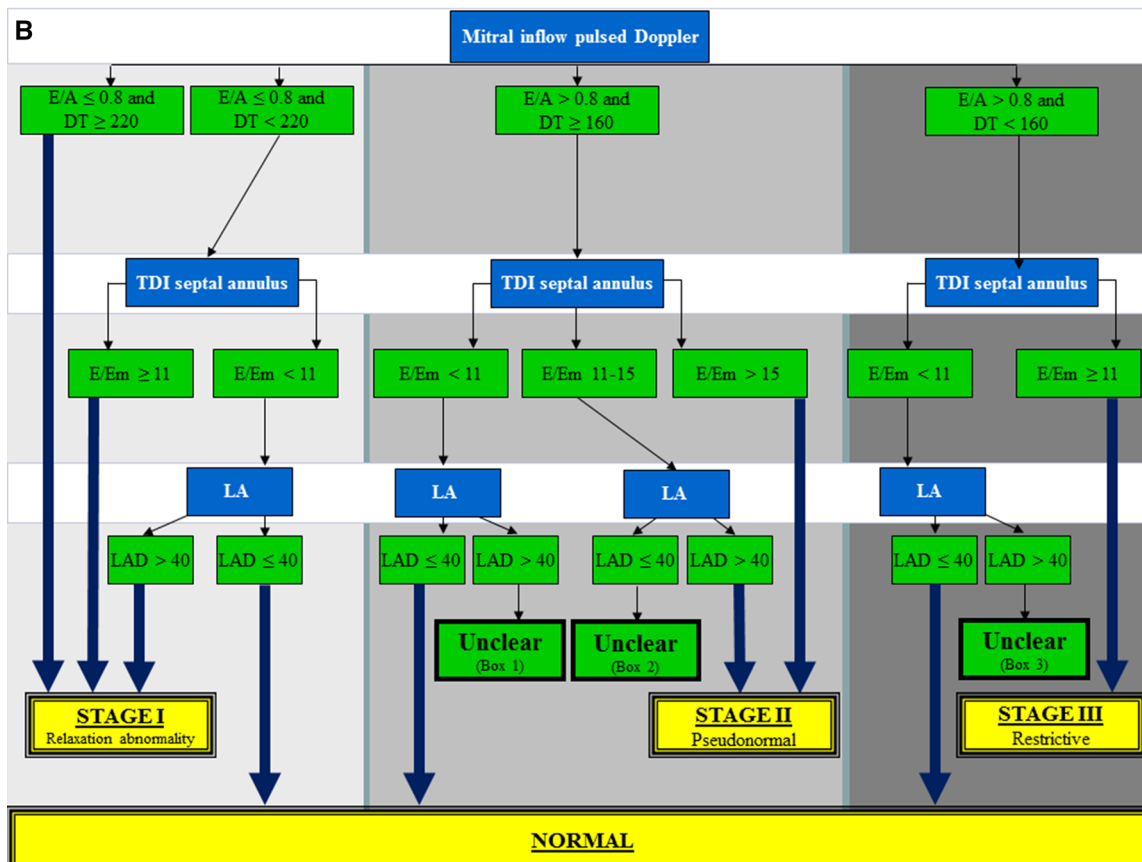 B
Mitral inflow pulsed Doppler
E/A ≤ 0.8 and
DT ≥ 220
E/A ≤ 0.8 and
DT < 220
E/A > 0.8 and
DT ≥ 160
E/A > 0.8 and
DT < 160
TDI septal annulus
TDI septal annulus
TDI septal annulus
E/Em ≥ 11
E/Em < 11
E/Em < 11
E/Em 11-15
E/Em > 15
E/Em < 11
E/Em ≥ 11
LA
LA
LA
LA
LAD > 40
LAD ≤ 40
LAD ≤ 40
LAD > 40
LAD ≤ 40
LAD > 40
LAD ≤ 40
LAD > 40
Unclear
(Box 1)
Unclear
(Box 2)
Unclear
(Box 3)
STAGE I
Relaxation abnormality
STAGE II
Pseudonormal
STAGE III
Restrictive
NORMAL